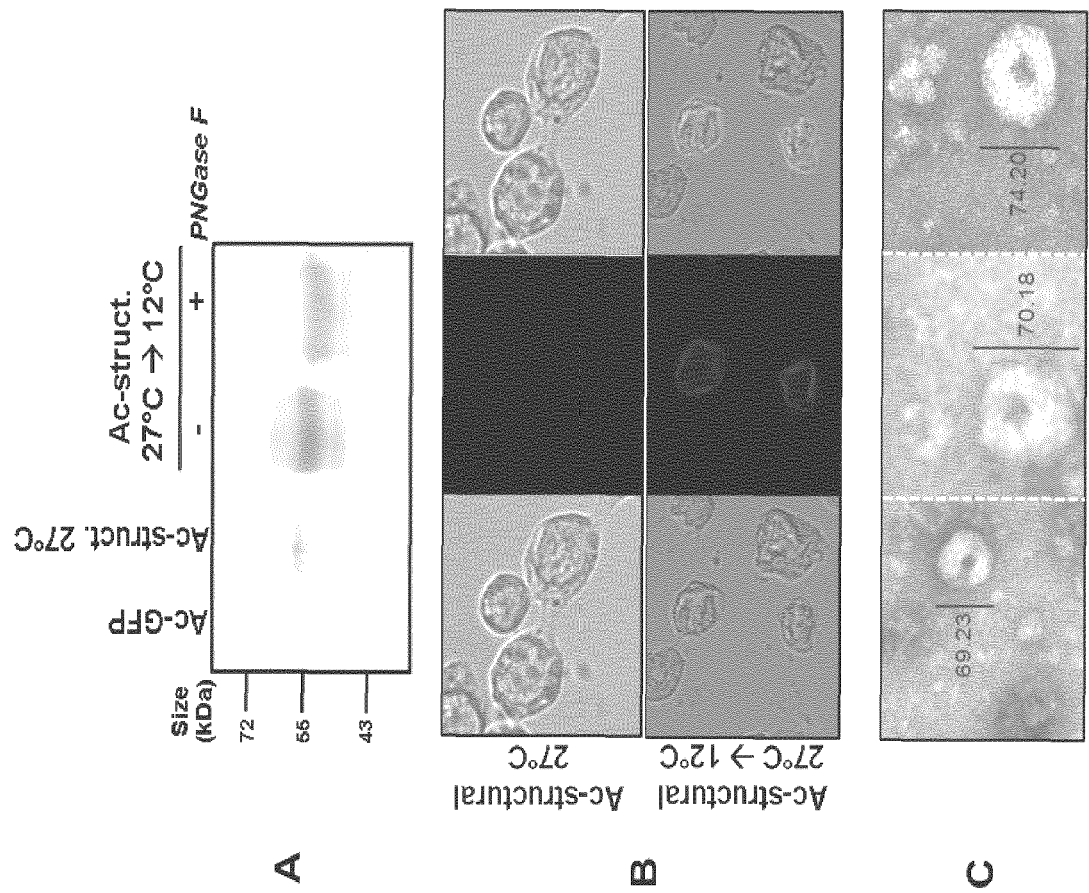 A
Size
(kDa)
72
55
43
Ac-GFP
Ac-struct. 27°C
Ac-struct.
27°C → 12°C
-
+
PNGase F
B
Ac-structural
27°C
Ac-structural
27°C → 12°C
C
69.23
70.18
74.20